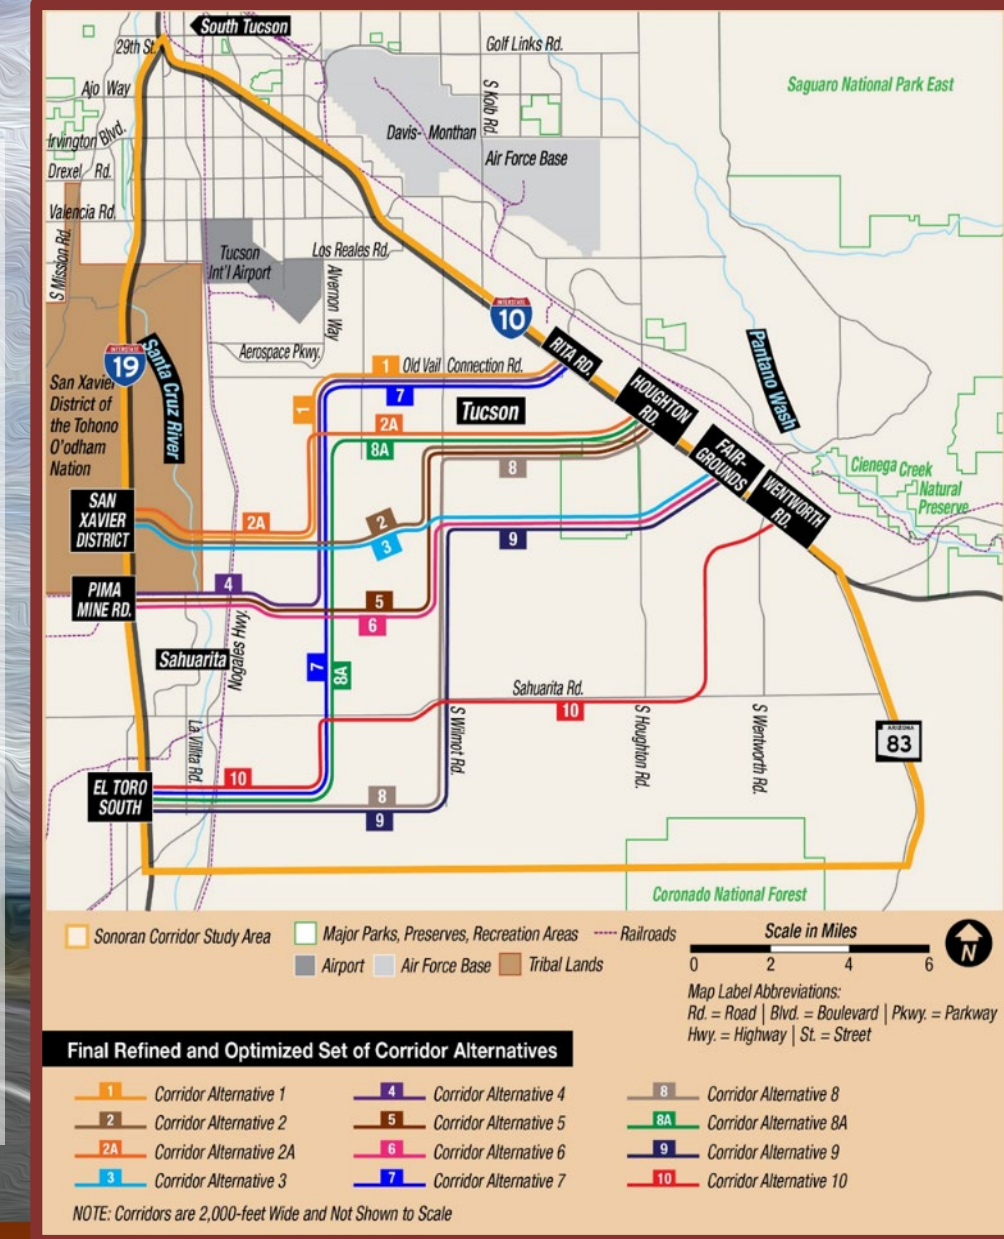 South Tucson
29th St.
Golf Links Rd.
Ajo Way
S Kolb Rd.
Saguaro National Park East
Irvington Blvd.
Davis- Monthan
Air Force Base
Drexel Rd.
Valencia Rd.
S Mission Rd.
Tucson
Int'l Airport
Los Reales Rd.
Alvernon Way
INTERSTATE
10
Aerospace Pkwy.
1
Old Vail Connection Rd.
RITA RD.
INTERSTATE
19
Santa Cruz River
Pantano Wash
San Xavier
District of
the Tohono
O'odham
Nation
7
1
Tucson
HOUGHTON
RD.
2A
8A
8
FAIR-
GROUNDS
Cienega Creek
Natural
Preserve
WENTWORTH
RD.
SAN
XAVIER
DISTRICT
2A
2
3
9
PIMA
MINE RD.
4
5
6
Sahuarita
Nogales Hwy.
7
8A
Sahuarita Rd.
10
La Villita Rd.
S Wilmot Rd.
S Houghton Rd.
S Wentworth Rd.
ARIZONA
83
EL TORO
SOUTH
10
8
9
Coronado National Forest
Sonoran Corridor Study Area
Major Parks, Preserves, Recreation Areas
Railroads
Airport
Air Force Base
Tribal Lands
Scale in Miles
0 2 4 6
N
Map Label Abbreviations:
Rd. = Road | Blvd. = Boulevard | Pkwy. = Parkway
Hwy. = Highway | St. = Street
Final Refined and Optimized Set of Corridor Alternatives
1 Corridor Alternative 1
2 Corridor Alternative 2
2A Corridor Alternative 2A
3 Corridor Alternative 3
4 Corridor Alternative 4
5 Corridor Alternative 5
6 Corridor Alternative 6
7 Corridor Alternative 7
8 Corridor Alternative 8
8A Corridor Alternative 8A
9 Corridor Alternative 9
10 Corridor Alternative 10
NOTE: Corridors are 2,000-feet Wide and Not Shown to Scale